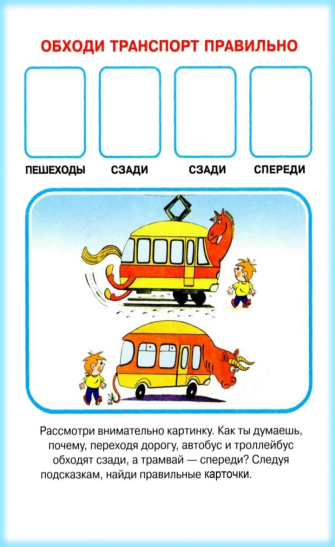 ОБХОДИ ТРАНСПОРТ ПРАВИЛЬНО
ПЕШЕХОДЫ СЗАДИ СЗАДИ СПЕРЕДИ
Рассмотри внимательно картинку. Как ты думаешь,
почему, переходя дорогу, автобус и троллейбус
обходят сзади, а трамвай — спереди? Следуя
подсказкам, найди правильные карточки.